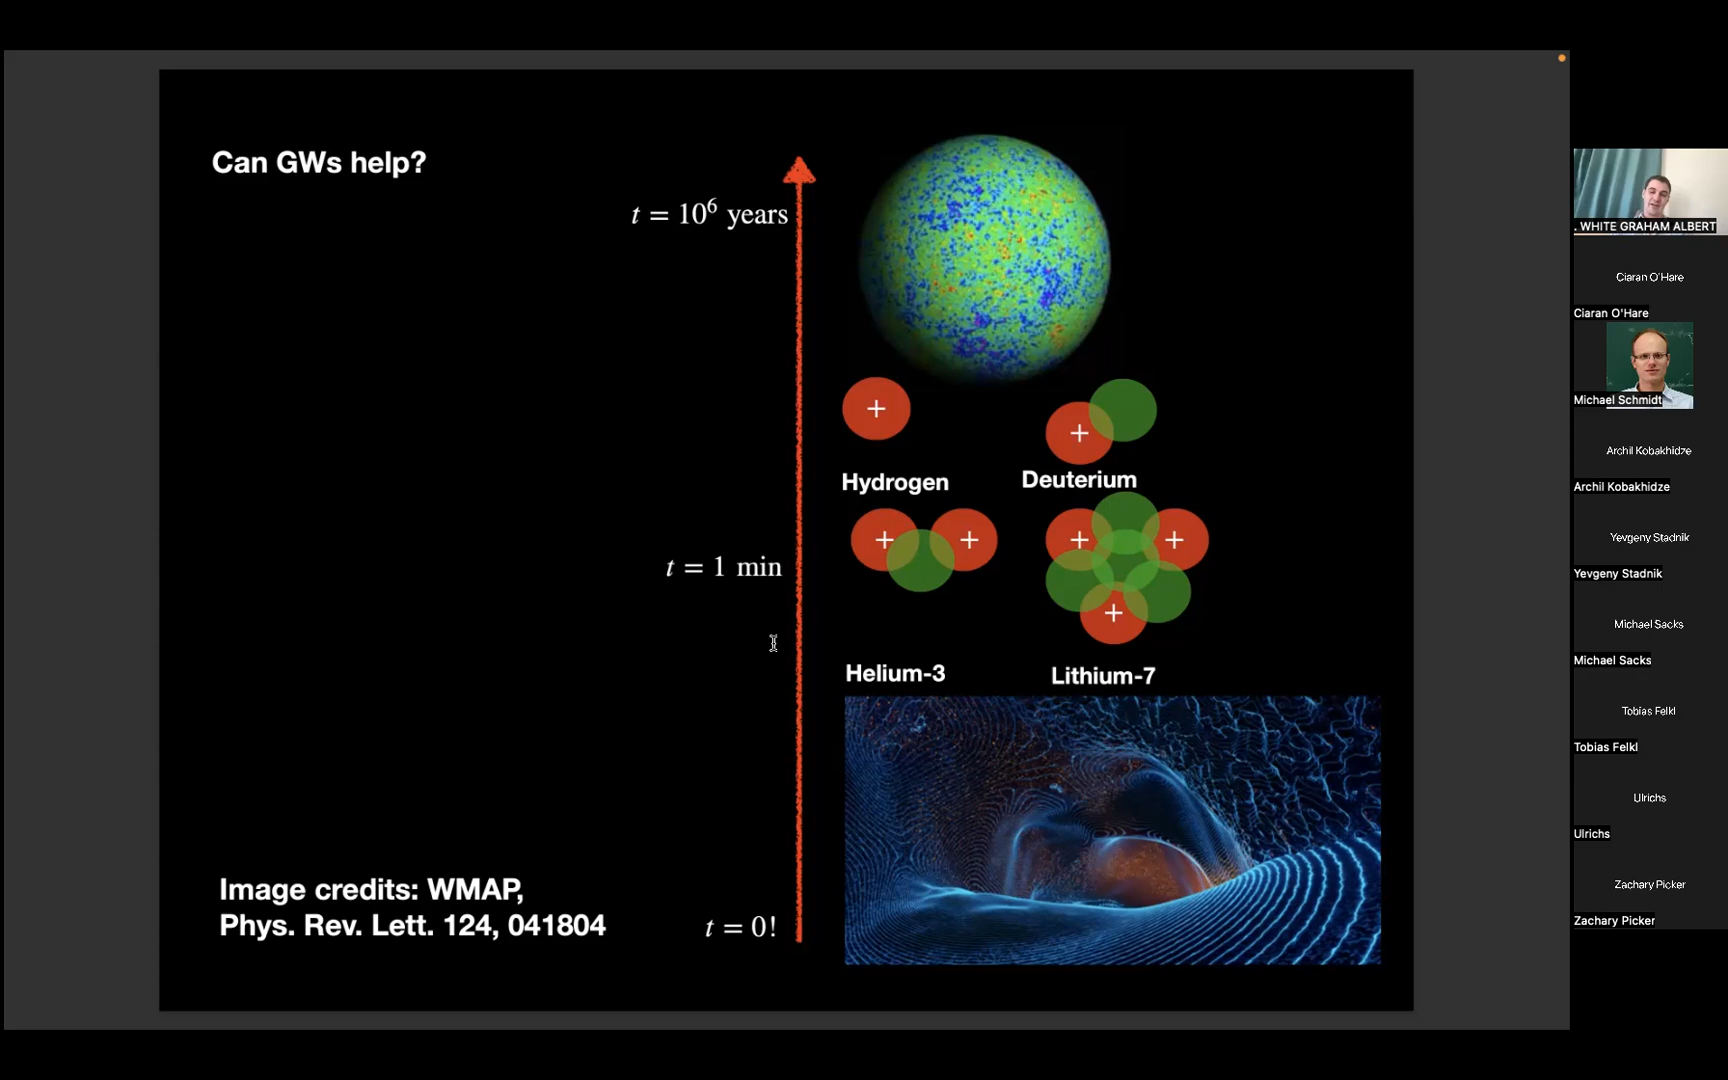 Can GWs help?
t = 10⁶ years
+
+
Hydrogen
Deuterium
+ +
+ +
t = 1 min
+
Helium-3
Lithium-7
Image credits: WMAP,
Phys. Rev. Lett. 124, 041804
t = 0!
. WHITE GRAHAM ALBERT
Ciaran O'Hare
Ciaran O'Hare
Michael Schmidt
Archil Kobakhidze
Archil Kobakhidze
Yevgeny Stadnik
Yevgeny Stadnik
Michael Sacks
Michael Sacks
Tobias Felkl
Tobias Felkl
Ulrichs
Ulrichs
Zachary Picker
Zachary Picker